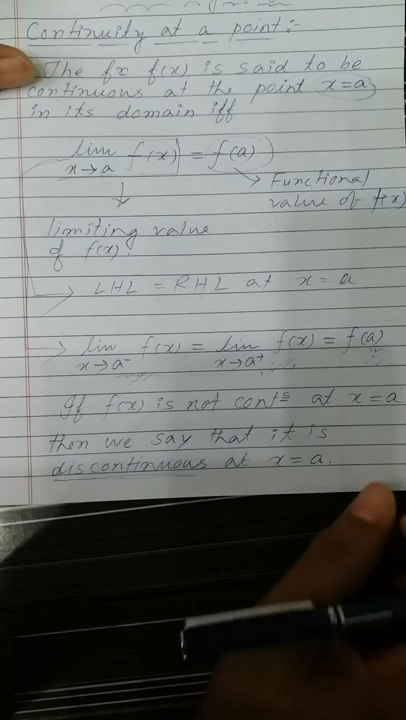 Continuity at a point:-
The fx f(x) is said to be
continuous at the point x=a,
in its domain iff
lim f(x) = f(a)
x→a
→ Functional
value of f(x)
limiting value
of f(x).
→ LHL = RHL at x = a
→ lim f(x) = lim f(x) = f(a)
x→a⁻ x→a⁺
If f(x) is not conts at x=a
then we say that it is
discontinuous at x=a.